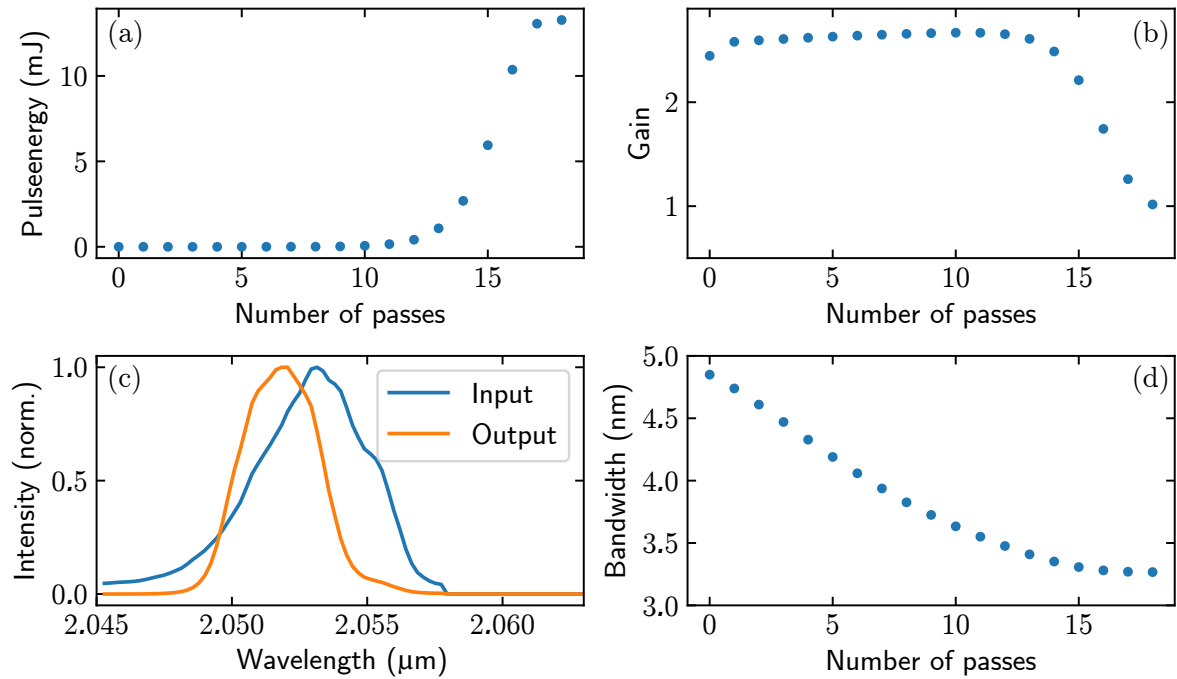 (a)
Pulseenergy (mJ)
10
5
0
0 5 10 15
Number of passes
(b)
Gain
2
1
0 5 10 15
Number of passes
(c)
Intensity (norm.)
1.0
0.5
0.0
Input
Output
2.045 2.050 2.055 2.060
Wavelength (μm)
(d)
Bandwidth (nm)
5.0
4.5
4.0
3.5
3.0
0 5 10 15
Number of passes